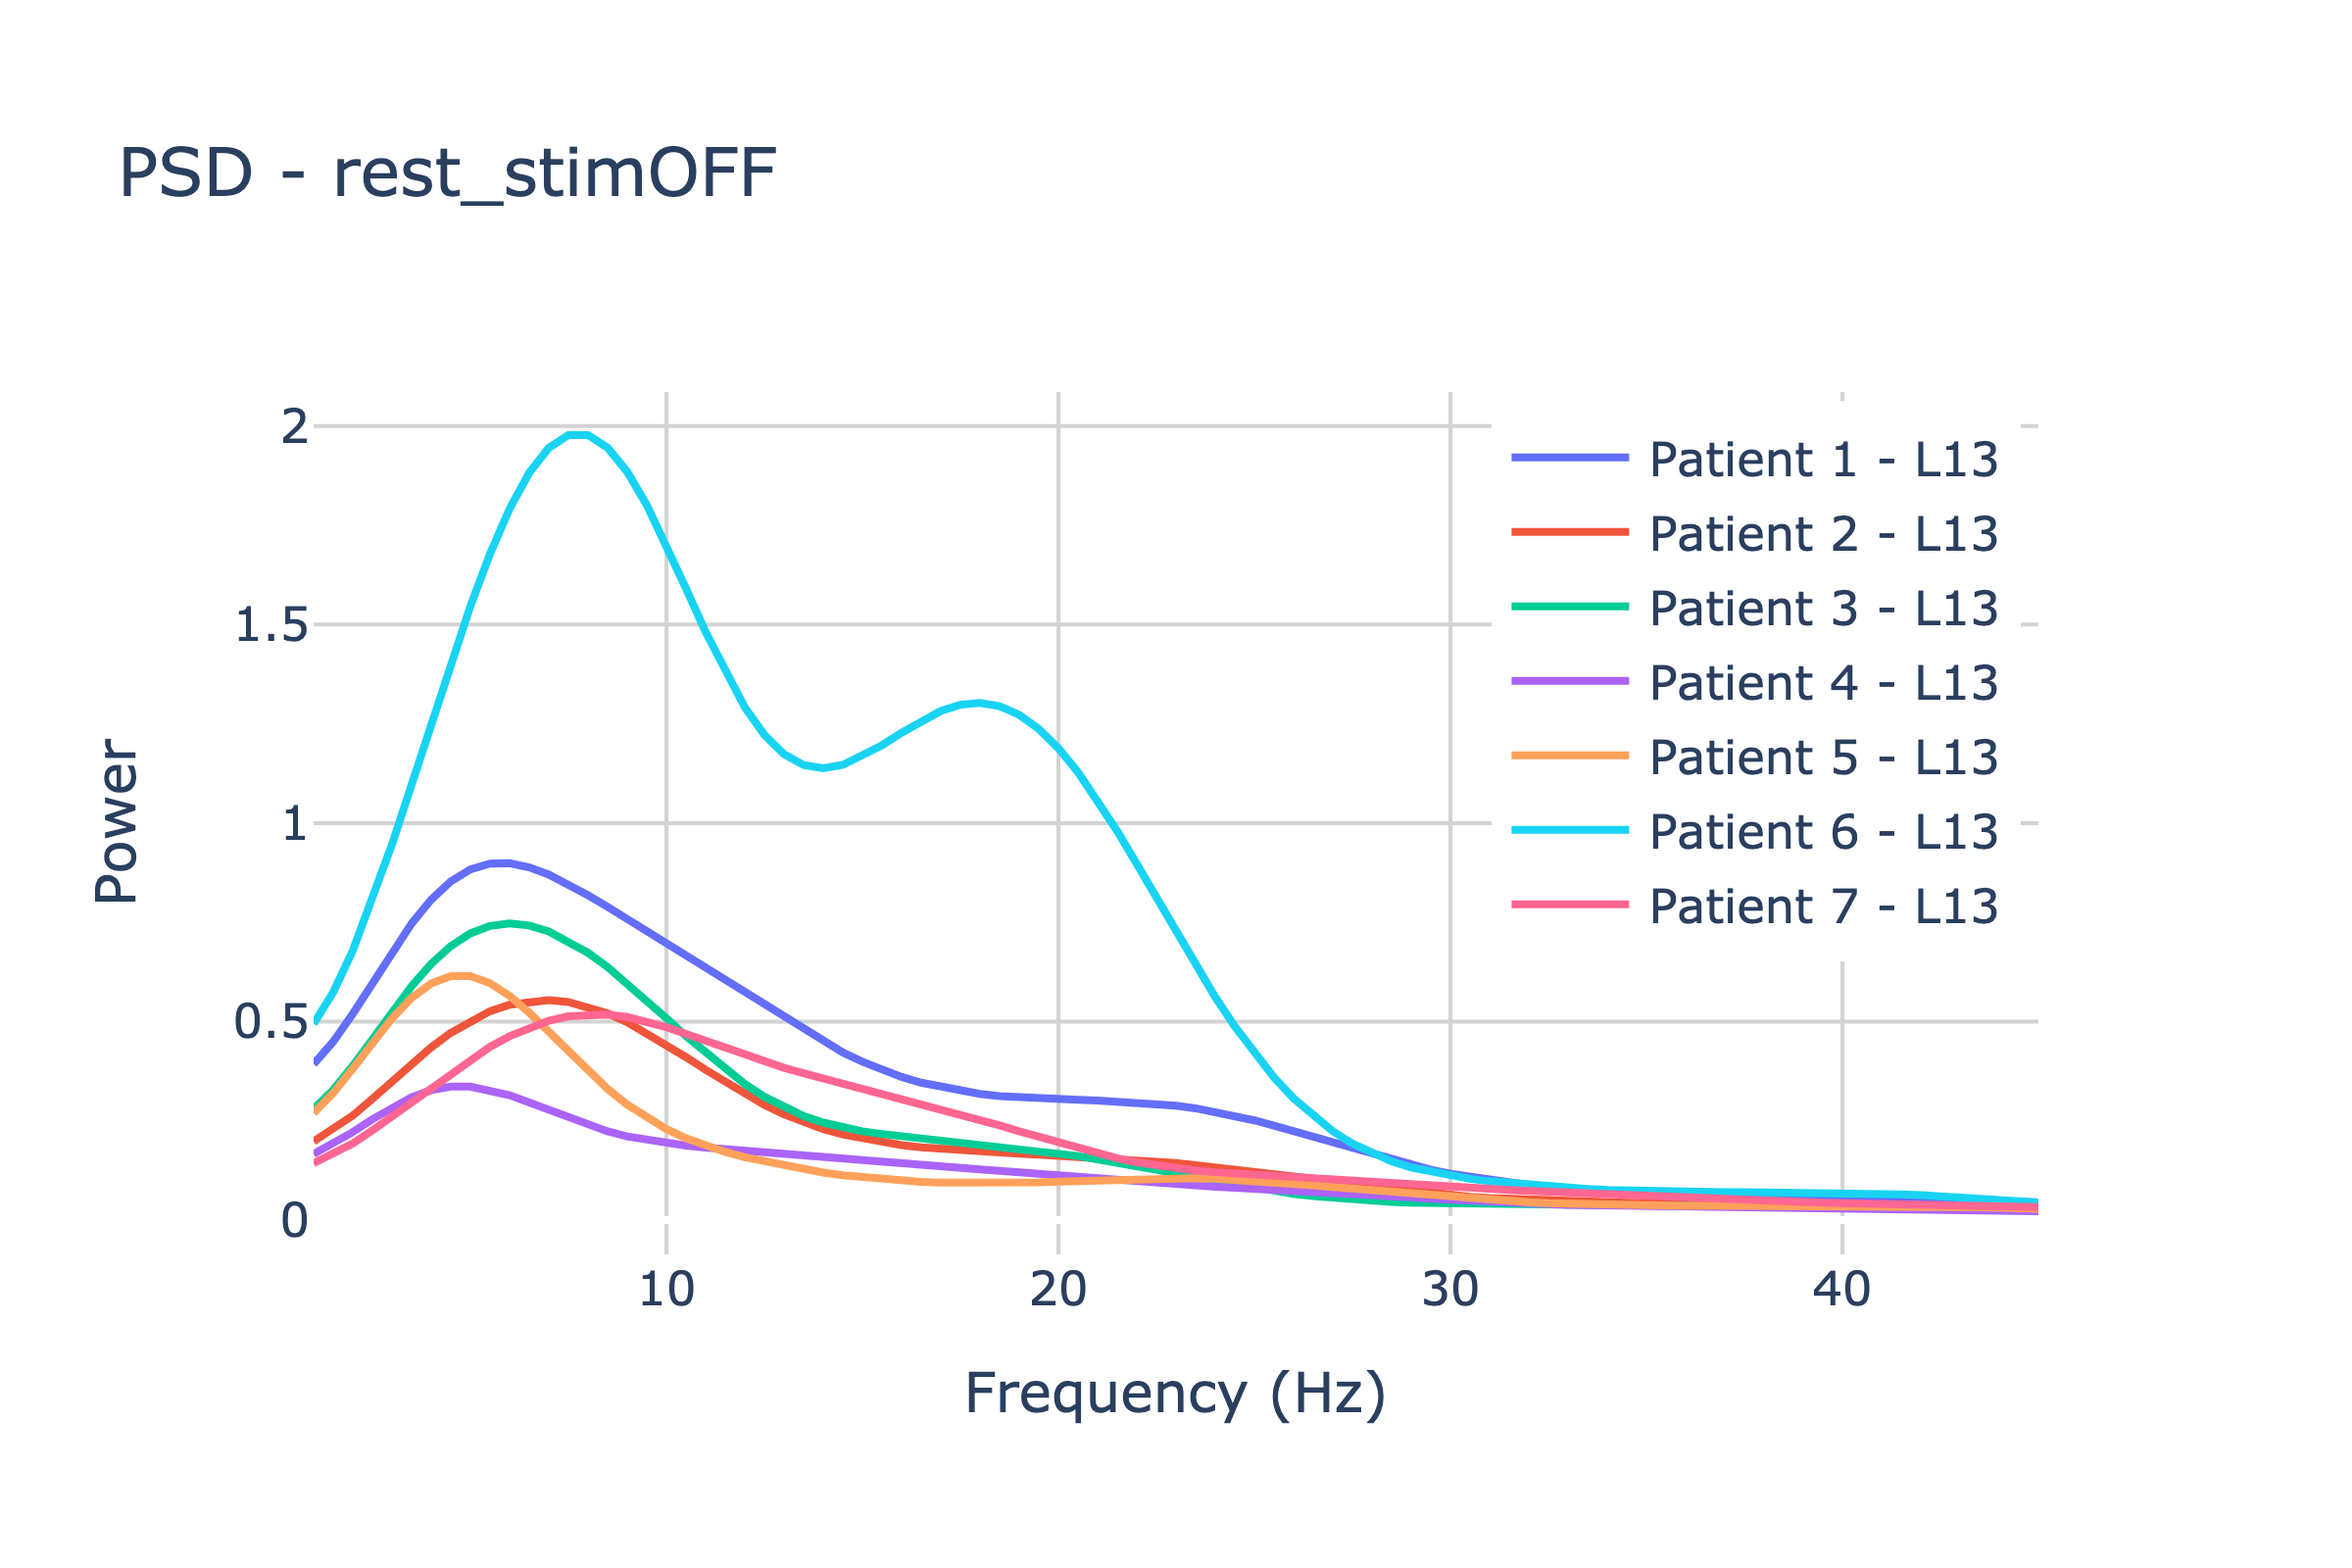 PSD - rest_stimOFF
2
1.5
1
0.5
0
Power
10
20
30
40
Frequency (Hz)
Patient 1 - L13
Patient 2 - L13
Patient 3 - L13
Patient 4 - L13
Patient 5 - L13
Patient 6 - L13
Patient 7 - L13